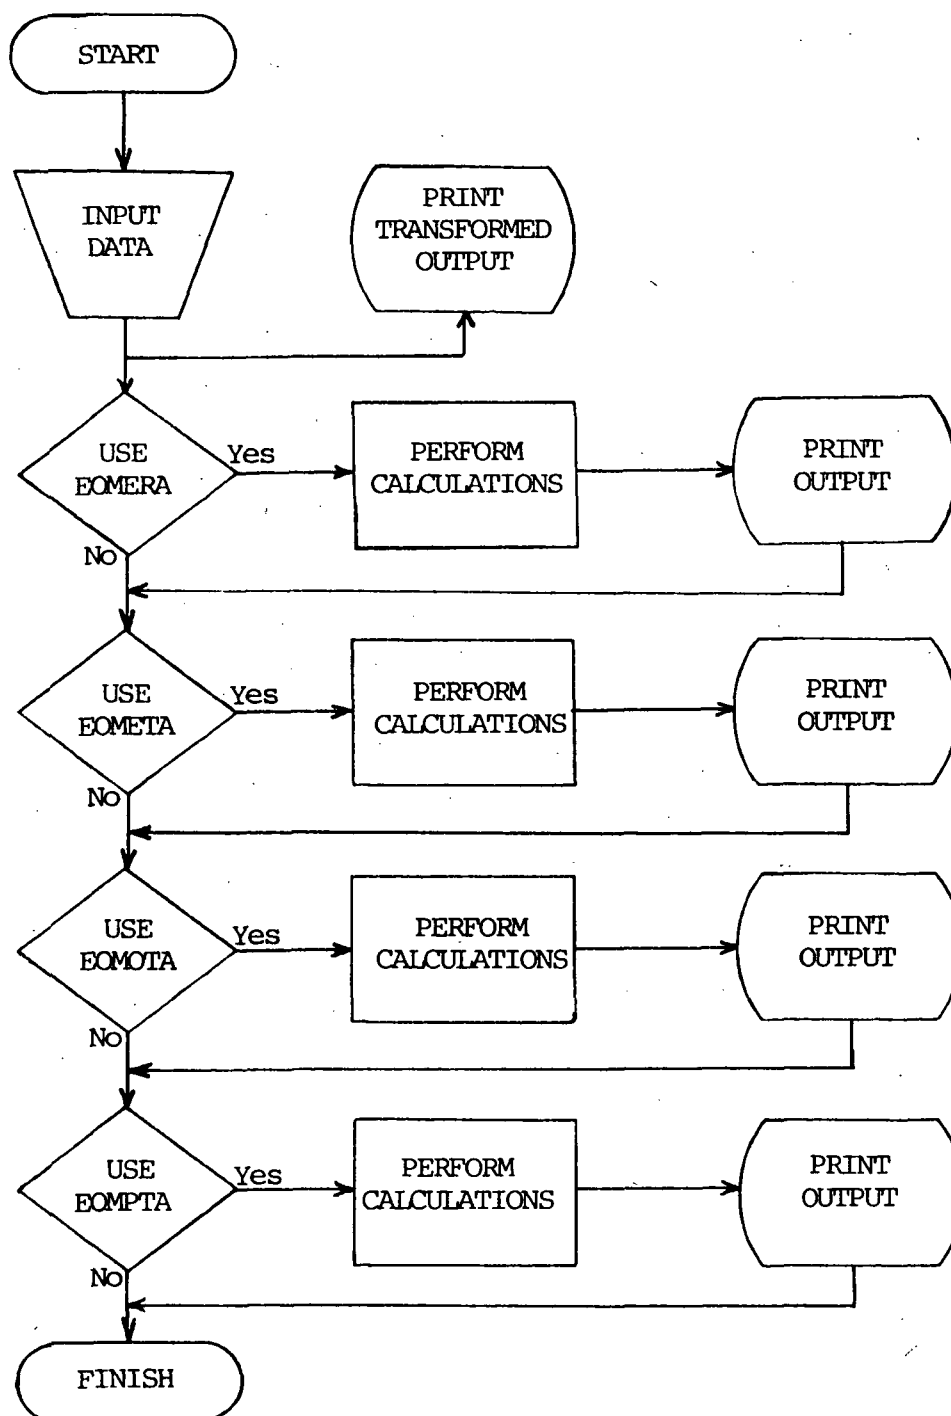 START
INPUT
DATA
PRINT
TRANSFORMED
OUTPUT
USE
EOMERA
Yes
No
PERFORM
CALCULATIONS
PRINT
OUTPUT
USE
EOMETA
Yes
No
PERFORM
CALCULATIONS
PRINT
OUTPUT
USE
EOMOTA
Yes
No
PERFORM
CALCULATIONS
PRINT
OUTPUT
USE
EOMPTA
Yes
No
PERFORM
CALCULATIONS
PRINT
OUTPUT
FINISH